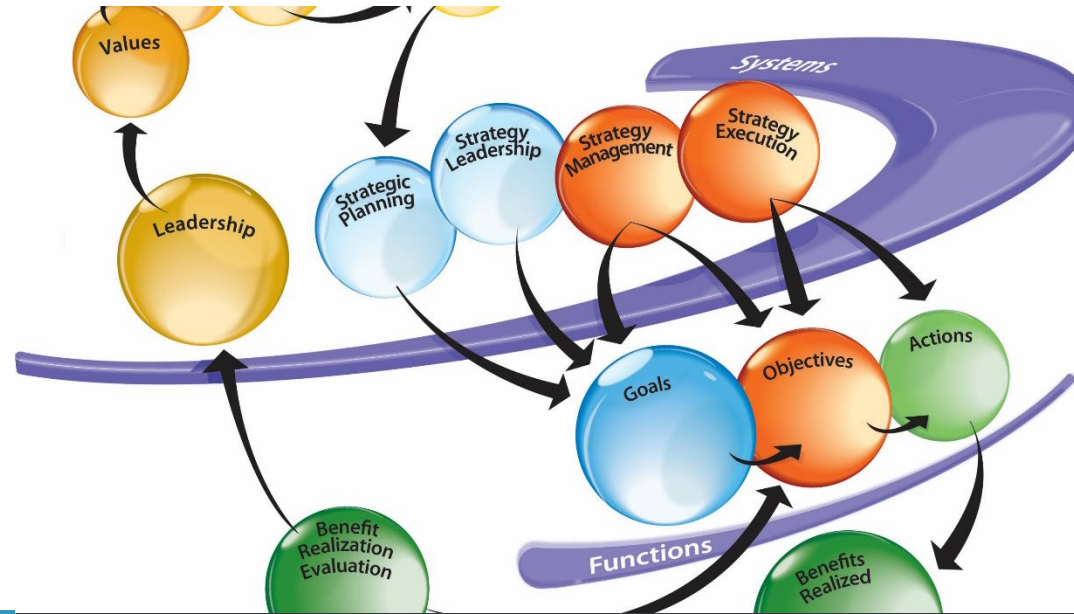 Values
Systems
Strategy
Execution
Strategy
Management
Strategy
Leadership
Strategic
Planning
Leadership
Actions
Objectives
Goals
Functions
Benefit
Realization
Evaluation
Benefits
Realized